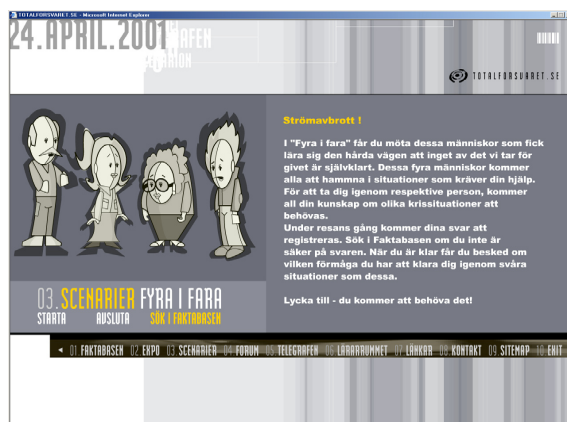 TOTALFORSVARET.SE - Microsoft Internet Explorer
24.APRIL.2001
TOTALFORSVARET.SE
Strömavbrott !
I "Fyra i fara" får du möta dessa människor som fick
lära sig den hårda vägen att inget av det vi tar för
givet är självklart. Dessa fyra människor kommer
alla att hammna i situationer som kräver din hjälp.
För att ta dig igenom respektive person, kommer
all din kunskap om olika krissituationer att
behövas.
Under resans gång kommer dina svar att
registreras. Sök i Faktabasen om du inte är
säker på svaren. När du är klar får du besked om
vilken förmåga du har att klara dig igenom svåra
situationer som dessa.
Lycka till - du kommer att behöva det!
03.SCENARIER FYRA I FARA
STARTA AVSLUTA SÖK I FAKTABASEN
01 FAKTABASEN 02 EXPO 03 SCENARIER 04 FORUM 05 TELEGRAFEN 06 LÄRARRUMMET 07 LÄNKAR 08 KONTAKT 09 SITEMAP 10 EXIT